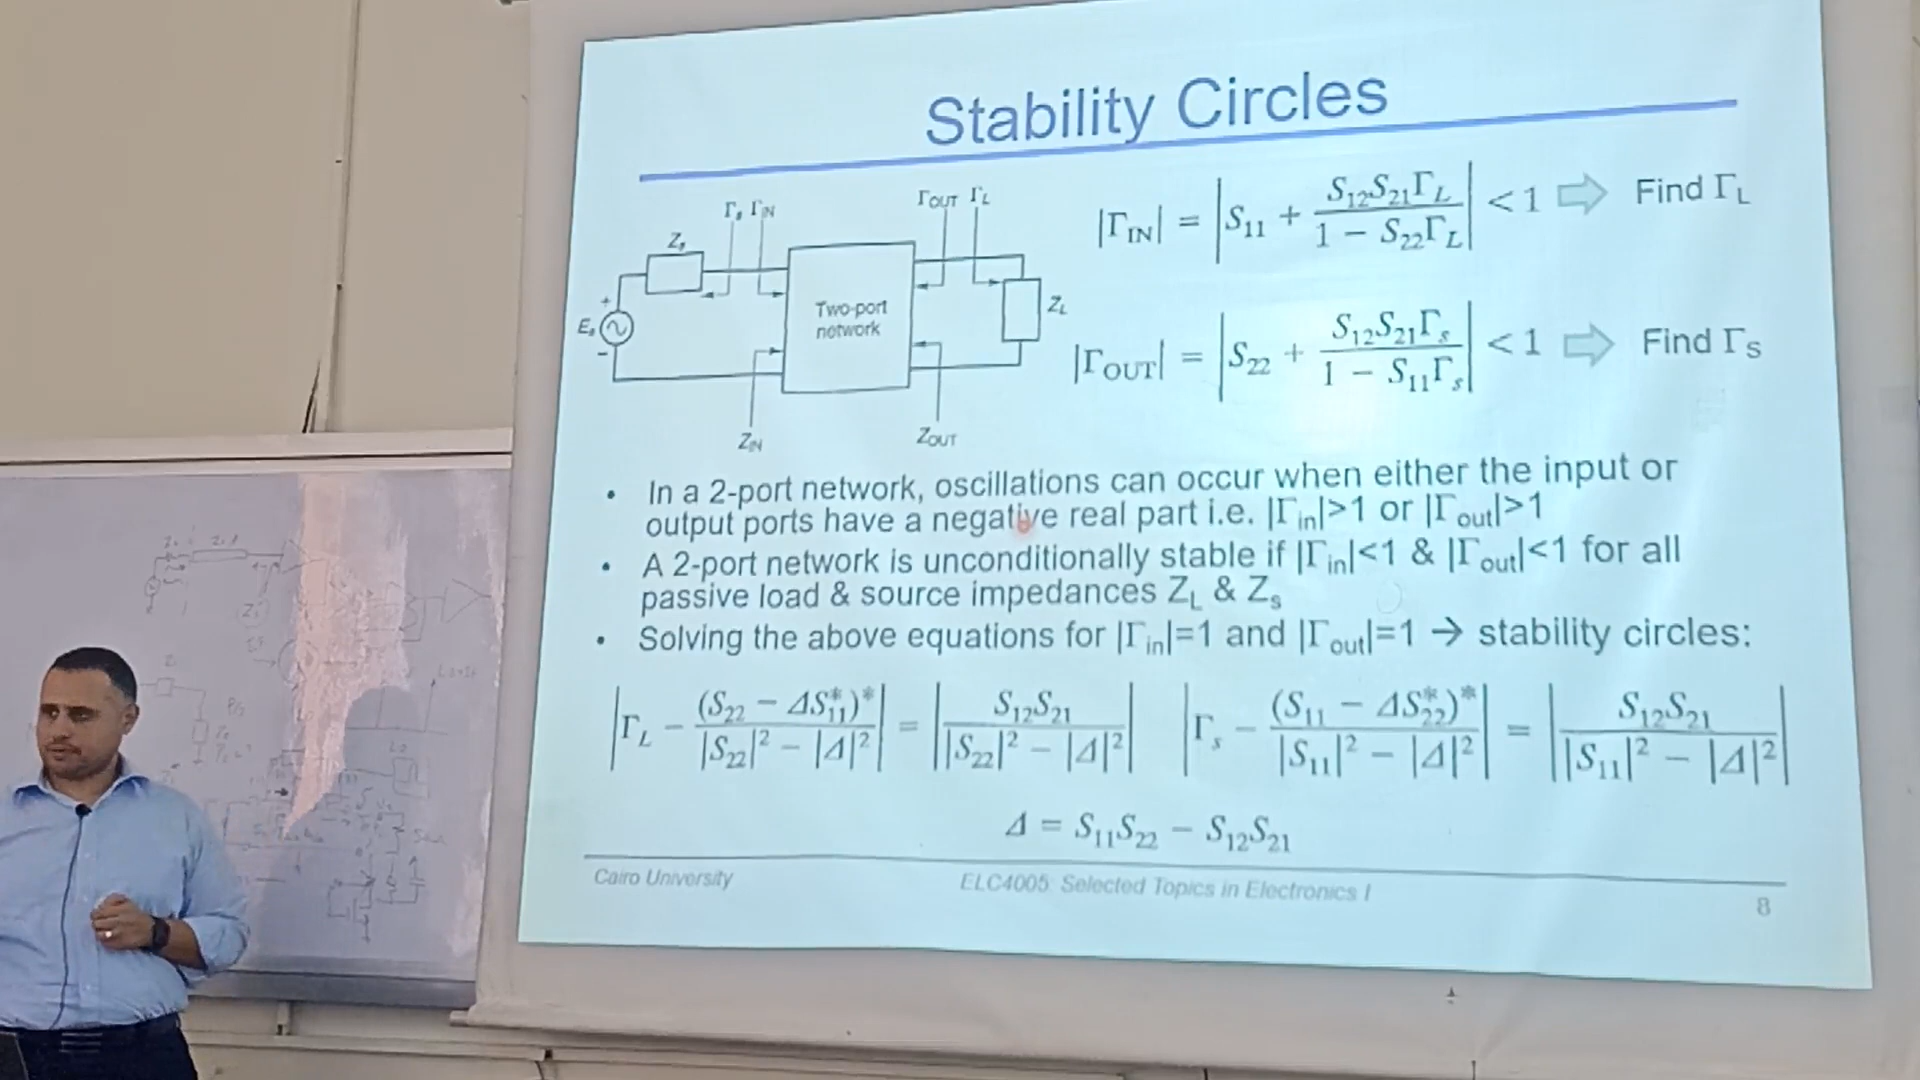 Stability Circles
Γs ΓIN
ΓOUT ΓL
Zs
Es
+
-
Two-port
network
ZL
ZIN
ZOUT
|ΓIN| = |S11 + S12S21ΓL / (1 − S22ΓL)| < 1 ⇨ Find ΓL
|ΓOUT| = |S22 + S12S21Γs / (1 − S11Γs)| < 1 ⇨ Find ΓS
• In a 2-port network, oscillations can occur when either the input or
output ports have a negative real part i.e. |Γin|>1 or |Γout|>1
• A 2-port network is unconditionally stable if |Γin|<1 & |Γout|<1 for all
passive load & source impedances ZL & Zs
• Solving the above equations for |Γin|=1 and |Γout|=1 → stability circles:
|ΓL − (S22 − ΔS11*)* / (|S22|² − |Δ|²)| = |S12S21 / (|S22|² − |Δ|²)| |Γs − (S11 − ΔS22*)* / (|S11|² − |Δ|²)| = |S12S21 / (|S11|² − |Δ|²)|
Δ = S11S22 − S12S21
Cairo University
ELC4005: Selected Topics in Electronics I
8